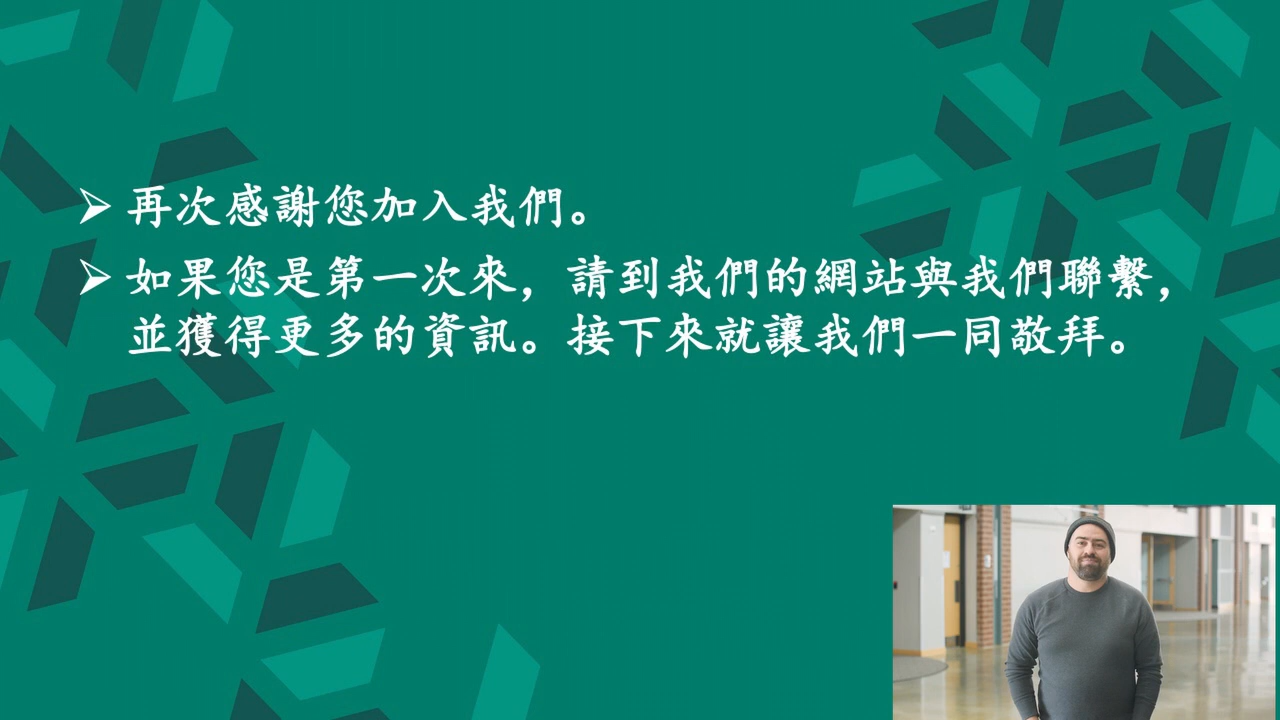 再次感謝您加入我們。
如果您是第一次來，請到我們的網站與我們聯繫，
並獲得更多的資訊。接下來就讓我們一同敬拜。